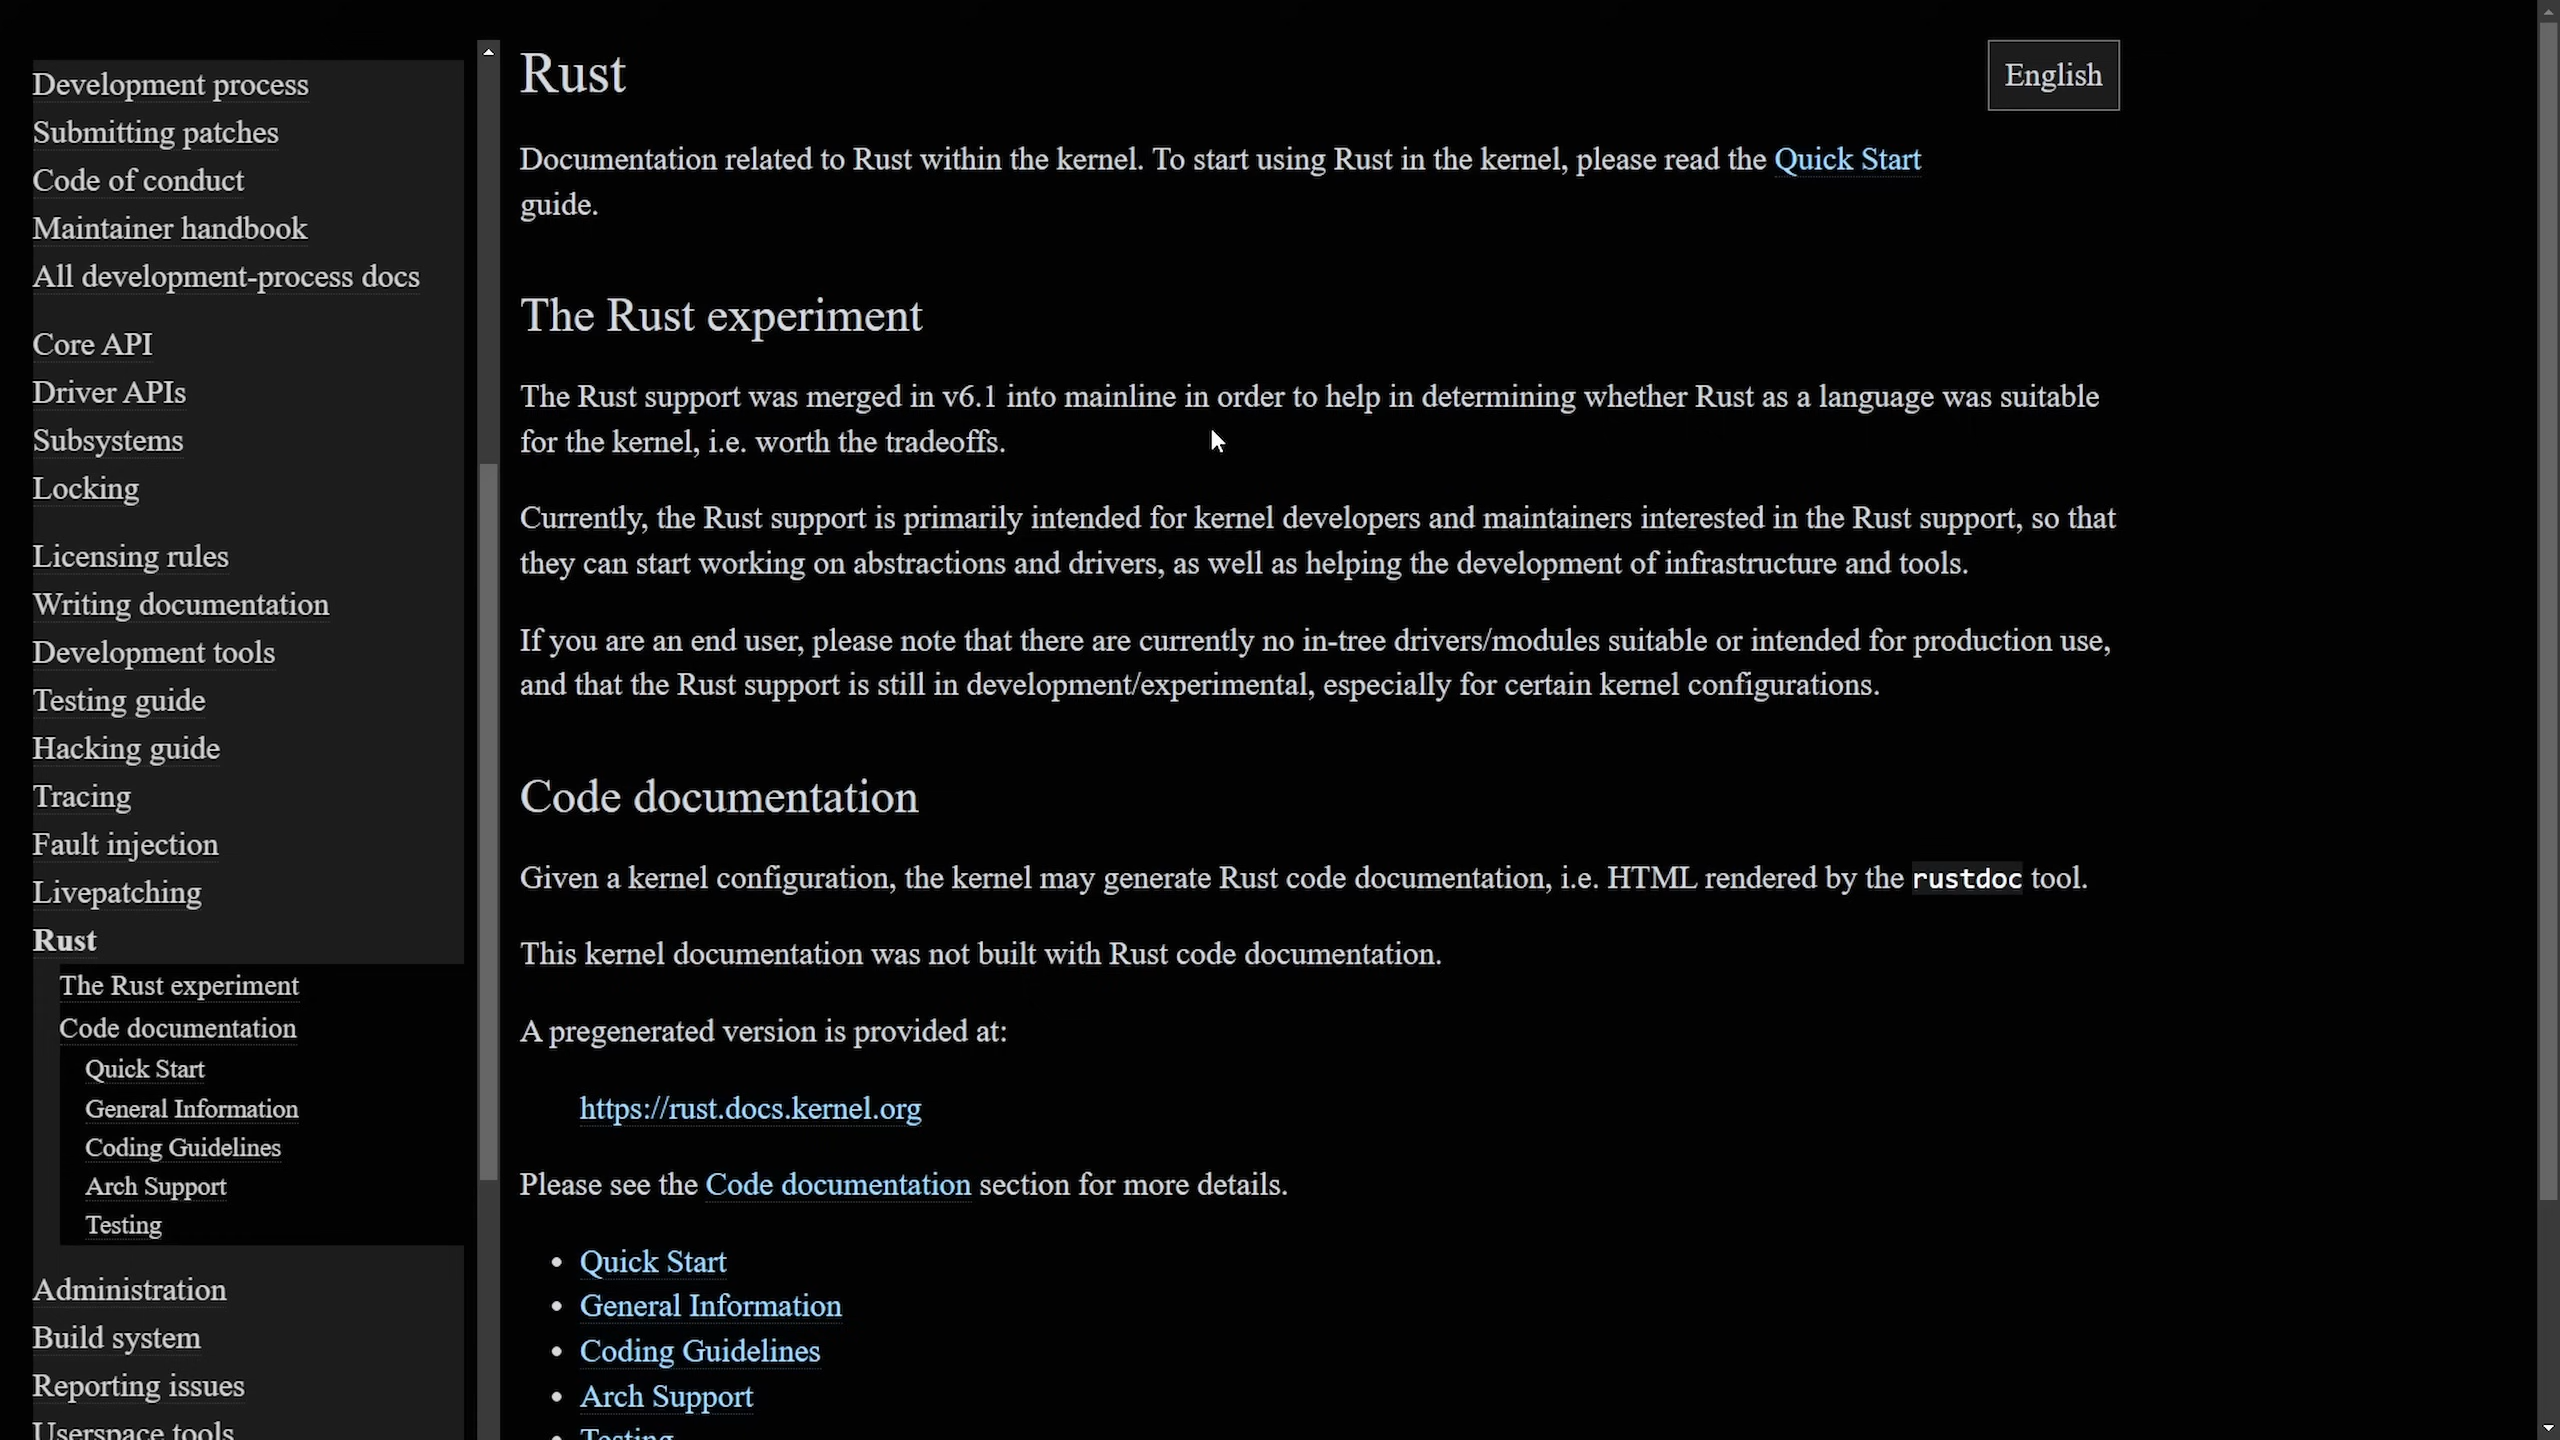 Development process
Submitting patches
Code of conduct
Maintainer handbook
All development-process docs
Core API
Driver APIs
Subsystems
Locking
Licensing rules
Writing documentation
Development tools
Testing guide
Hacking guide
Tracing
Fault injection
Livepatching
Rust
The Rust experiment
Code documentation
Quick Start
General Information
Coding Guidelines
Arch Support
Testing
Administration
Build system
Reporting issues
Userspace tools
Rust
English
Documentation related to Rust within the kernel. To start using Rust in the kernel, please read the Quick Start
guide.
The Rust experiment
The Rust support was merged in v6.1 into mainline in order to help in determining whether Rust as a language was suitable
for the kernel, i.e. worth the tradeoffs.
Currently, the Rust support is primarily intended for kernel developers and maintainers interested in the Rust support, so that
they can start working on abstractions and drivers, as well as helping the development of infrastructure and tools.
If you are an end user, please note that there are currently no in-tree drivers/modules suitable or intended for production use,
and that the Rust support is still in development/experimental, especially for certain kernel configurations.
Code documentation
Given a kernel configuration, the kernel may generate Rust code documentation, i.e. HTML rendered by the rustdoc tool.
This kernel documentation was not built with Rust code documentation.
A pregenerated version is provided at:
https://rust.docs.kernel.org
Please see the Code documentation section for more details.
• Quick Start
• General Information
• Coding Guidelines
• Arch Support
• Testing